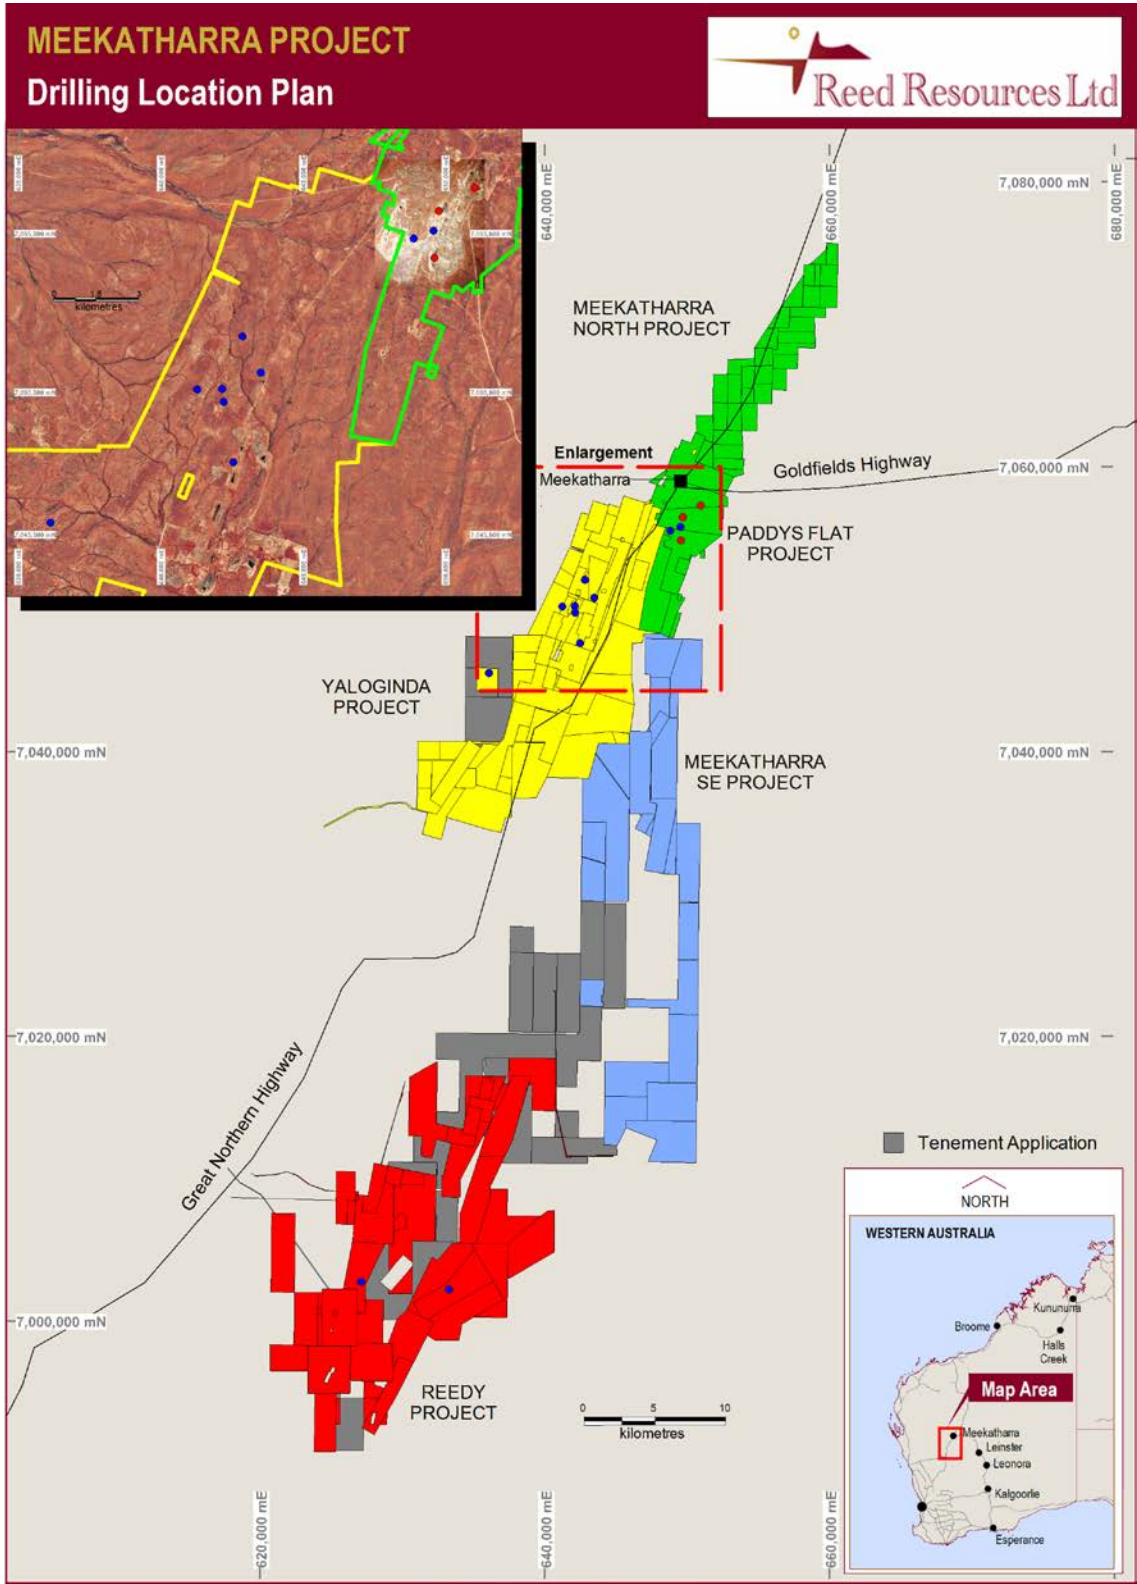 MEEKATHARRA PROJECT
Drilling Location Plan
Reed Resources Ltd
640,000 mE
660,000 mE
680,000 mE
7,080,000 mN
7,080,000 mN
kilometres
MEEKATHARRA
NORTH PROJECT
Enlargement
Meekatharra
Goldfields Highway
7,060,000 mN
PADDYS FLAT
PROJECT
YALOGINDA
PROJECT
7,040,000 mN
MEEKATHARRA
SE PROJECT
7,040,000 mN
7,020,000 mN
7,020,000 mN
Great Northern Highway
Tenement Application
7,000,000 mN
REEDY
PROJECT
0 5 10
kilometres
620,000 mE
640,000 mE
660,000 mE
NORTH
WESTERN AUSTRALIA
Kununurra
Broome
Halls
Creek
Map Area
Meekatharra
Leinster
Leonora
Kalgoorlie
Esperance